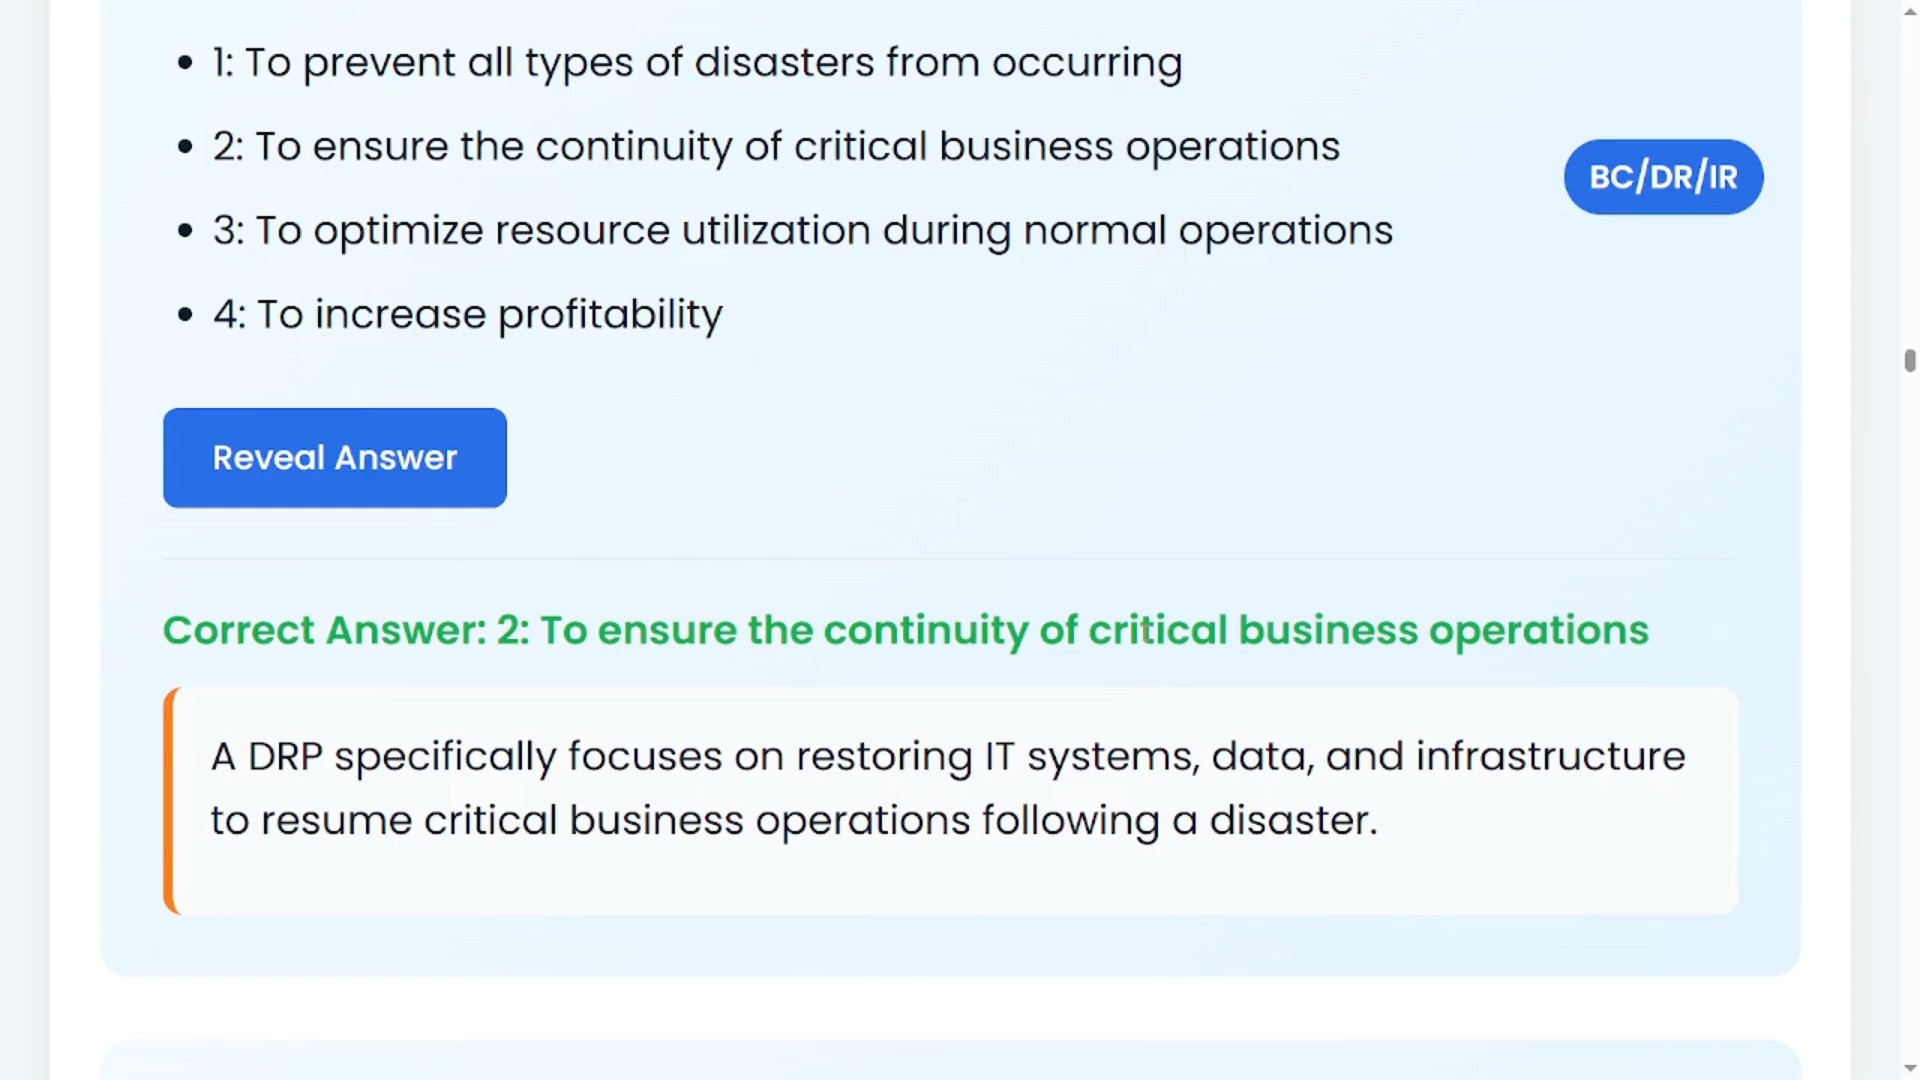 1: To prevent all types of disasters from occurring
2: To ensure the continuity of critical business operations
BC/DR/IR
3: To optimize resource utilization during normal operations
4: To increase profitability
Reveal Answer
Correct Answer: 2: To ensure the continuity of critical business operations
A DRP specifically focuses on restoring IT systems, data, and infrastructure
to resume critical business operations following a disaster.